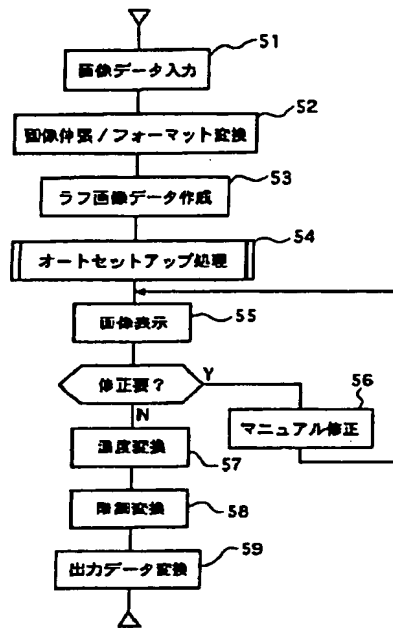 51
画像データ入力
52
画像伸張/フォーマット変換
53
ラフ画像データ作成
54
オートセットアップ処理
画像表示
55
修正要?
Y
N
56
マニュアル修正
濃度変換
57
階調変換
58
59
出力データ変換